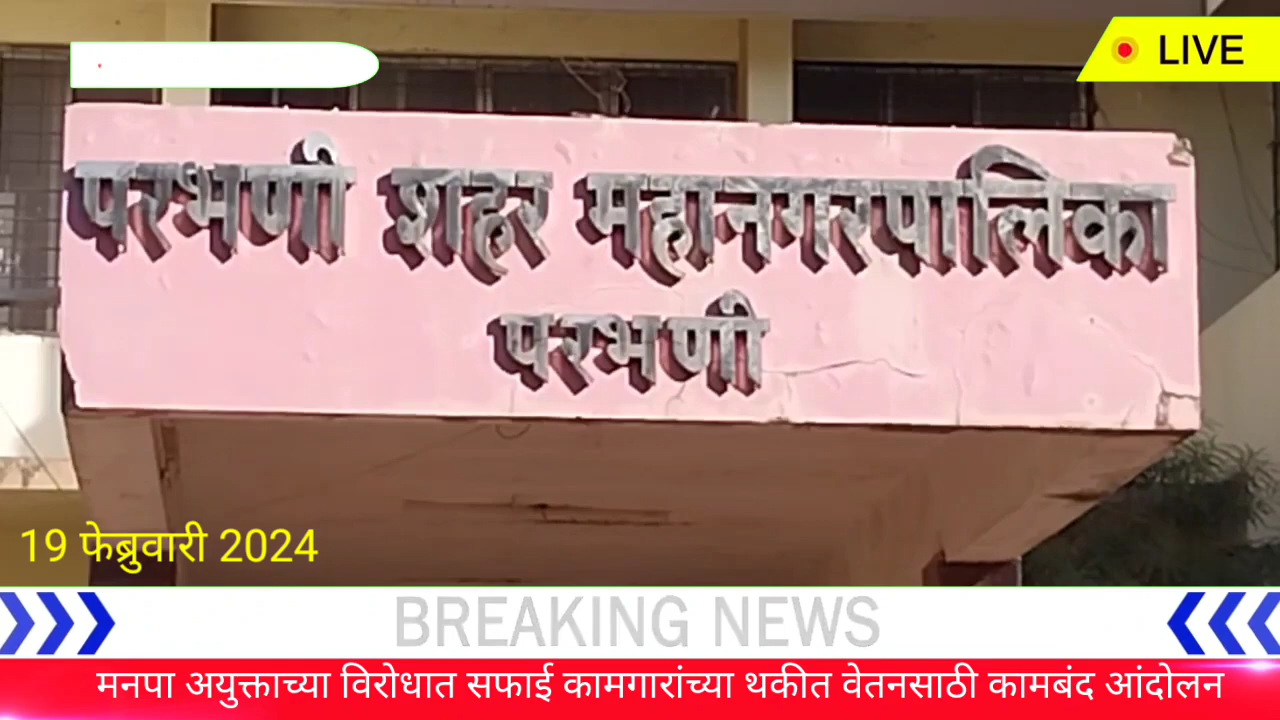 LIVE
परभणी शहर महानगरपालिका
परभणी
19 फेब्रुवारी 2024
BREAKING NEWS
मनपा अयुक्ताच्या विरोधात सफाई कामगारांच्या थकीत वेतनसाठी कामबंद आंदोलन